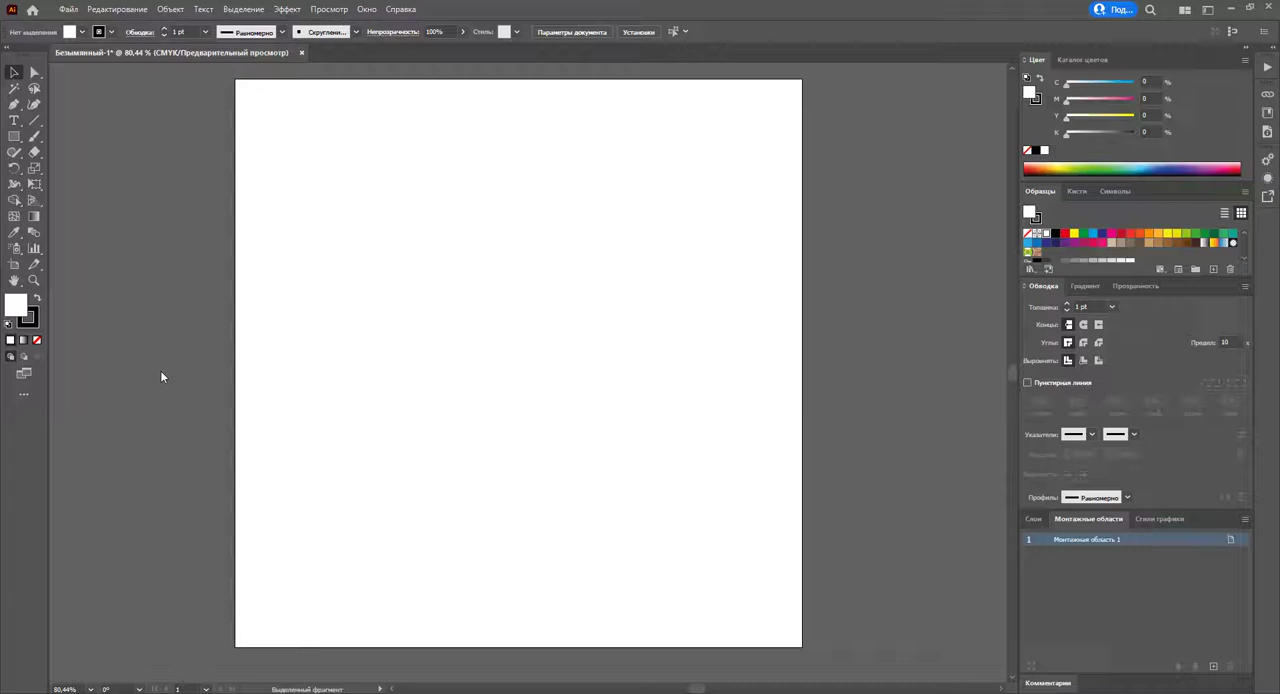 Ai Файл Редактирование Объект Текст Выделение Эффект Просмотр Окно Справка Под...
Нет выделения Обводка: 1 pt Равномерно Скруглени... Непрозрачность: 100% Стиль: Параметры документа Установки
Безымянный-1* @ 80,44 % (CMYK/Предварительный просмотр) ×
Цвет Каталог цветов
C 0 %
M 0 %
Y 0 %
K 0 %
Образцы Кисти Символы
Обводка Градиент Прозрачность
Толщина: 1 pt
Концы:
Углы: Предел: 10 x
Выровнять:
Пунктирная линия
Указатели:
Профиль: Равномерно
Слои Монтажные области Стили графики
1 Монтажная область 1
Комментарии
80,44% 0° 1 Выделенный фрагмент